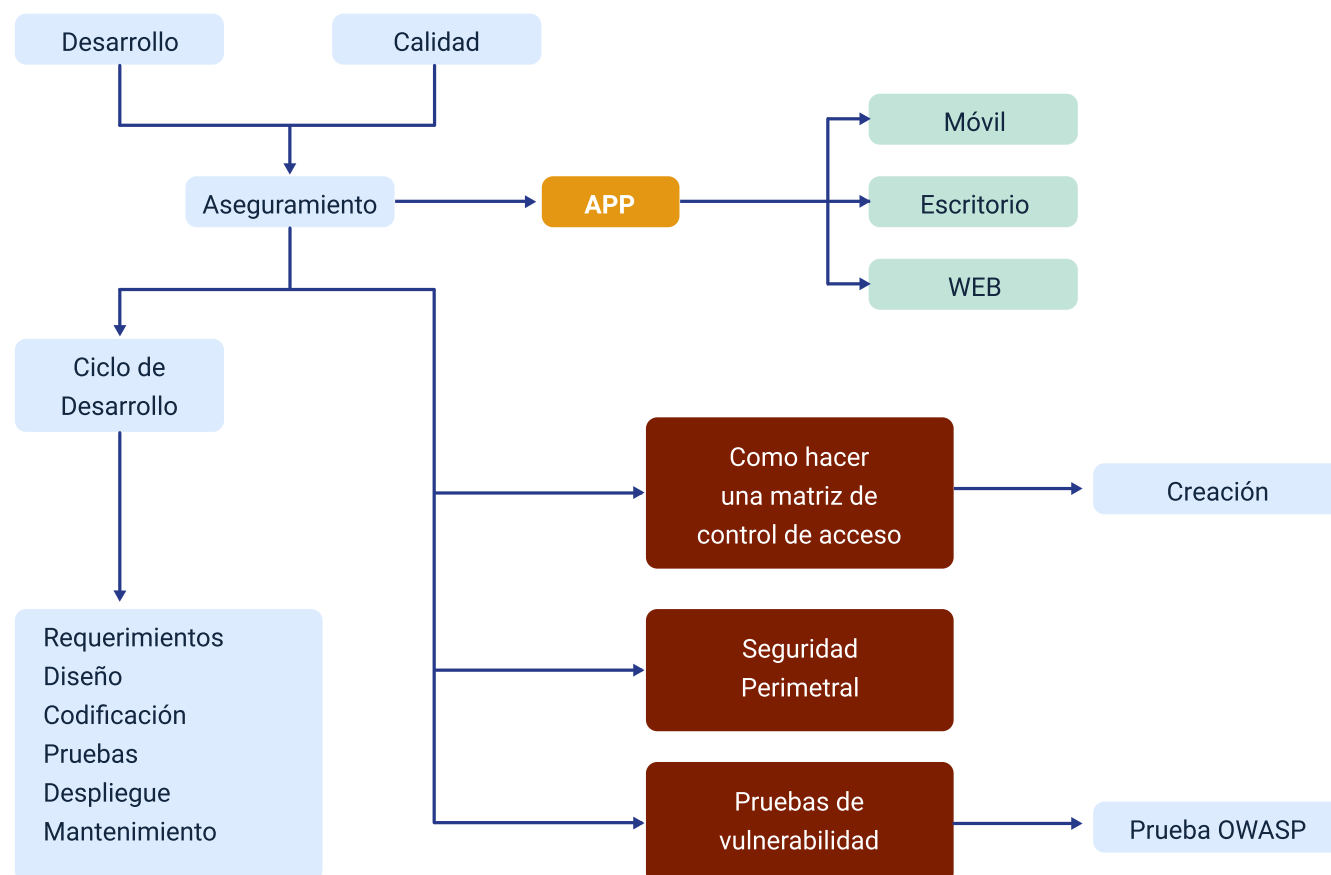 Desarrollo
Calidad
Móvil
Aseguramiento
APP
Escritorio
WEB
Ciclo de
Desarrollo
Como hacer
una matriz de
control de acceso
Creación
Requerimientos
Diseño
Codificación
Pruebas
Despliegue
Mantenimiento
Seguridad
Perimetral
Pruebas de
vulnerabilidad
Prueba OWASP